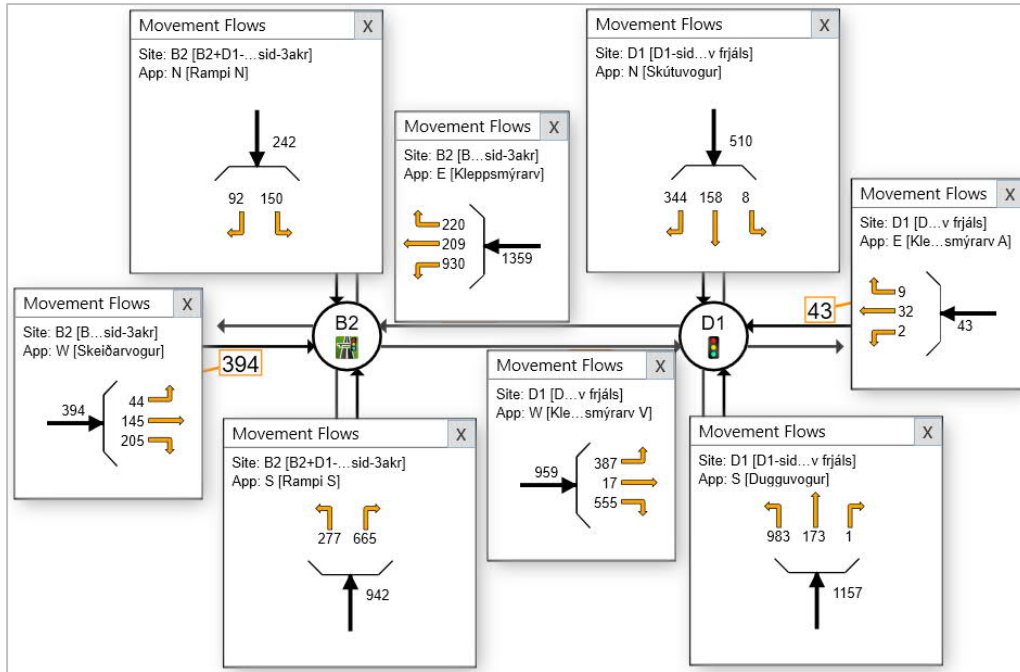 Movement Flows X
Site: B2 [B2+D1-...sid-3akr]
App: N [Rampi N]
242
92 150
Movement Flows X
Site: B2 [B...sid-3akr]
App: E [Kleppsmýrarv]
220
209
930
1359
Movement Flows X
Site: D1 [D1-sid...v frjáls]
App: N [Skútuvogur]
510
344 158 8
Movement Flows X
Site: D1 [D...v frjáls]
App: E [Kle...smýrarv A]
9
32
2
43
Movement Flows X
Site: B2 [B...sid-3akr]
App: W [Skeiðarvogur]
394
44
145
205
B2
D1
394
43
Movement Flows X
Site: B2 [B2+D1-...sid-3akr]
App: S [Rampi S]
277 665
942
Movement Flows X
Site: D1 [D...v frjáls]
App: W [Kle...smýrarv V]
959
387
17
555
Movement Flows X
Site: D1 [D1-sid...v frjáls]
App: S [Dugguvogur]
983 173 1
1157